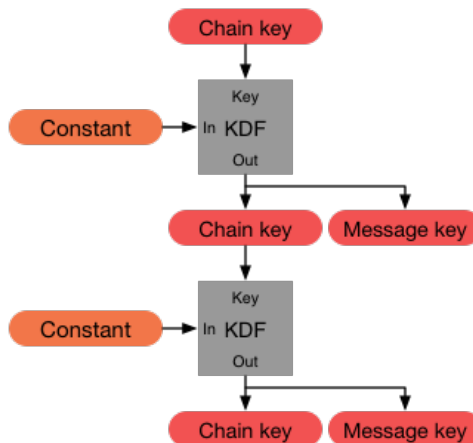 Chain key
Key
Constant
In KDF
Out
Chain key
Message key
Key
Constant
In KDF
Out
Chain key
Message key